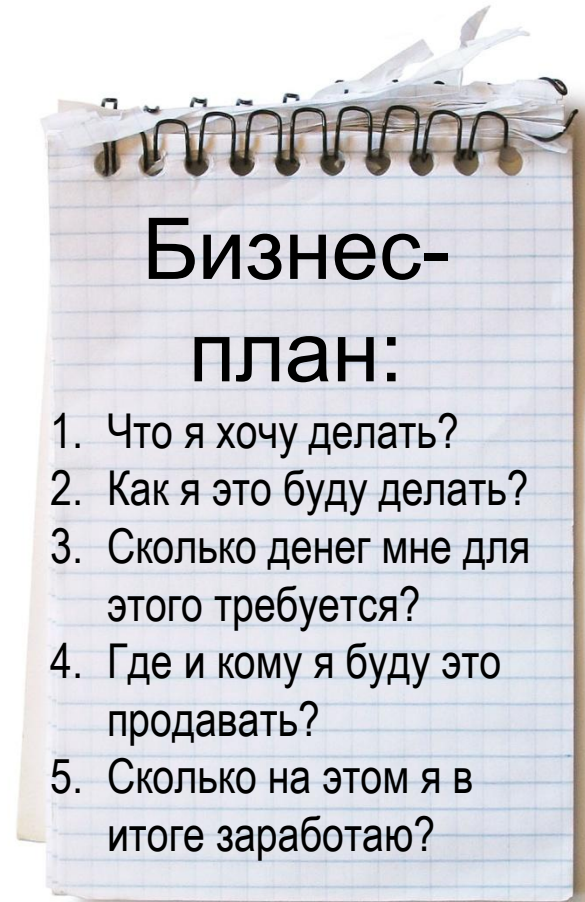 Бизнес-
план:
1. Что я хочу делать?
2. Как я это буду делать?
3. Сколько денег мне для
этого требуется?
4. Где и кому я буду это
продавать?
5. Сколько на этом я в
итоге заработаю?